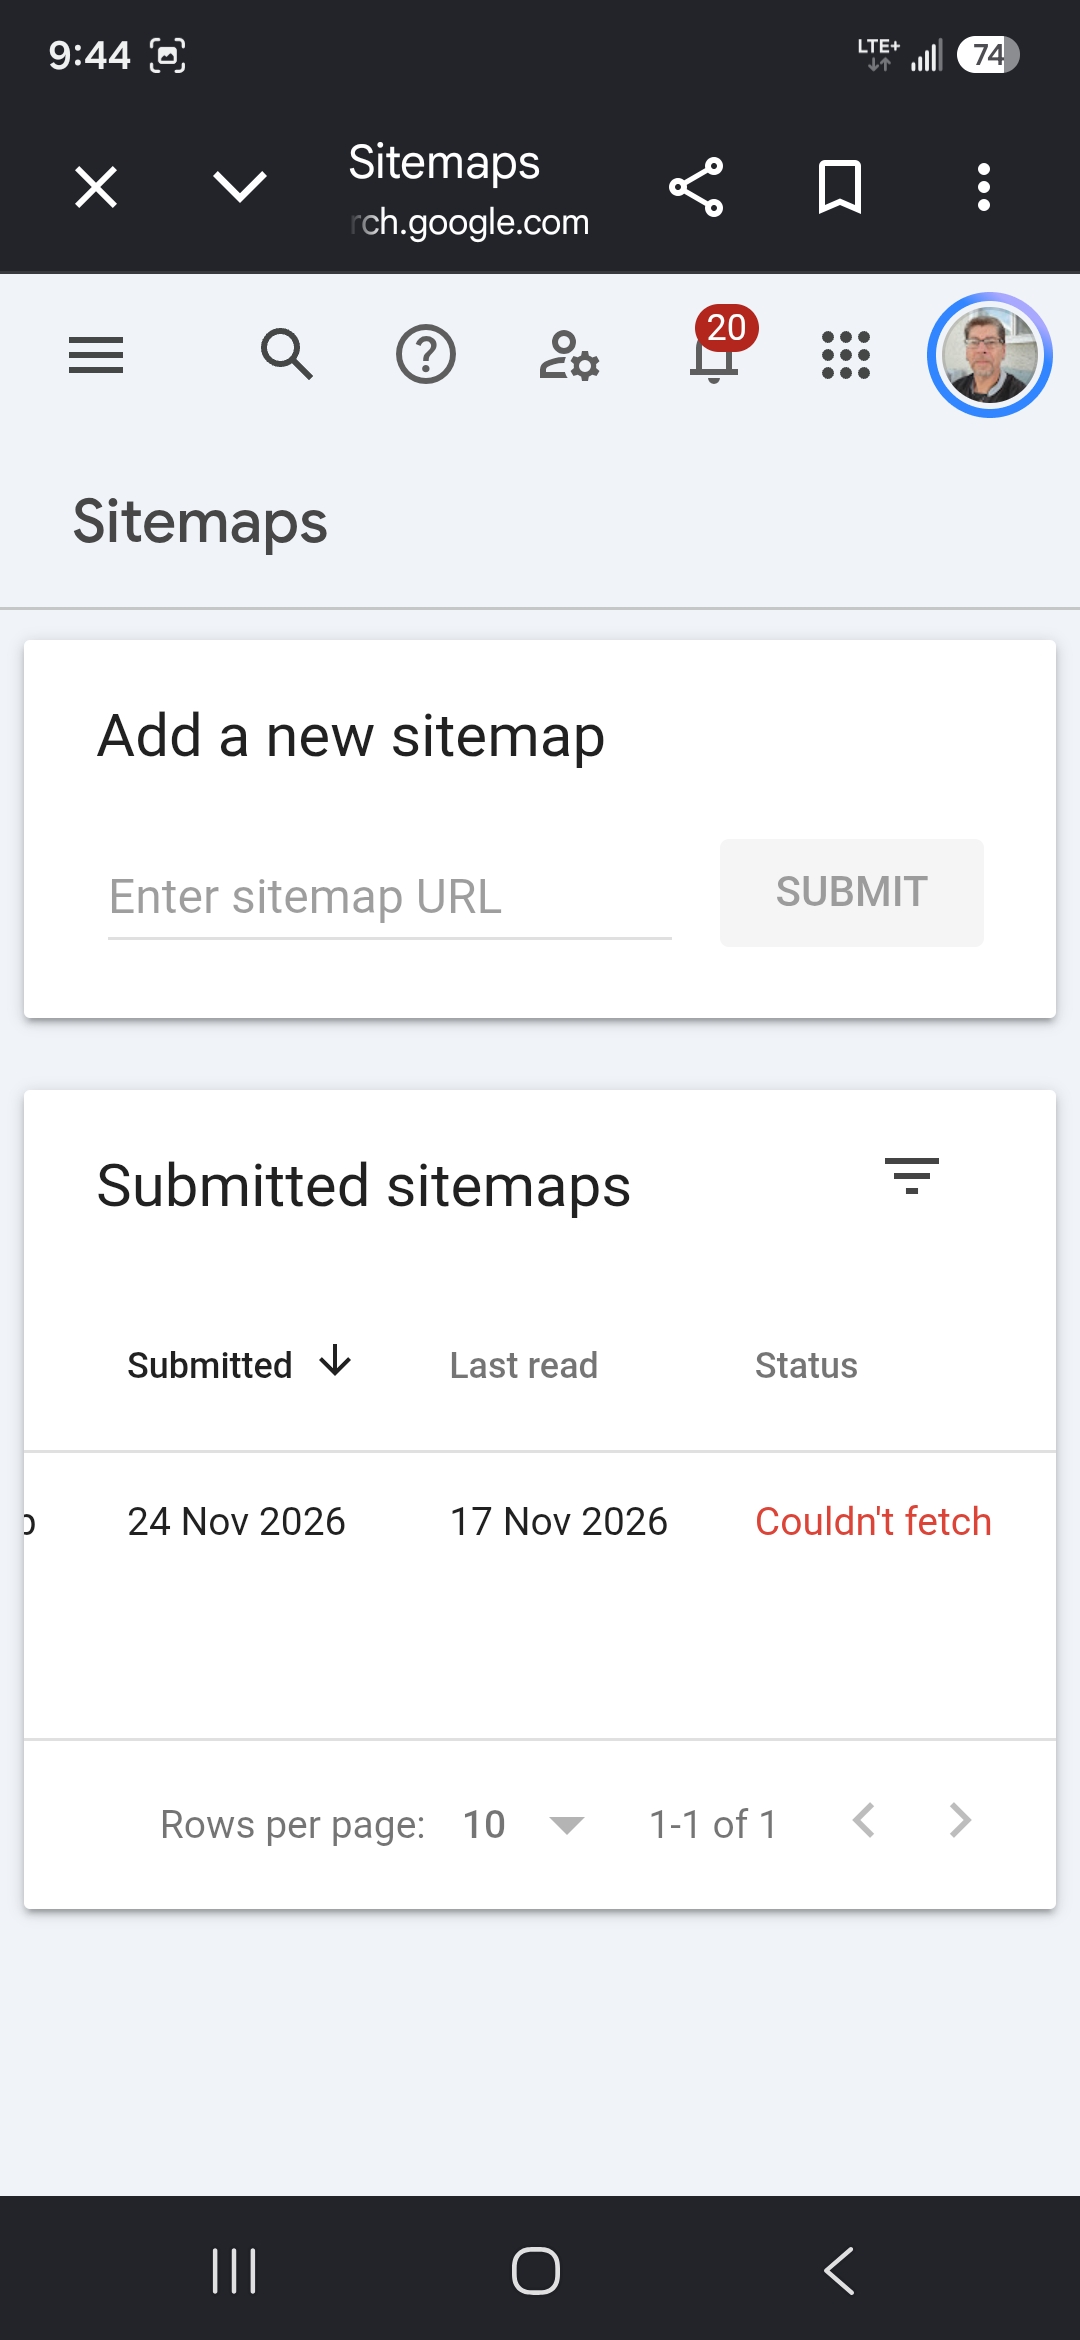 9:44
LTE+
74
Sitemaps
rch.google.com
20
Sitemaps
Add a new sitemap
Enter sitemap URL
SUBMIT
Submitted sitemaps
Submitted Last read Status
24 Nov 2026 17 Nov 2026 Couldn't fetch
Rows per page: 10 1-1 of 1